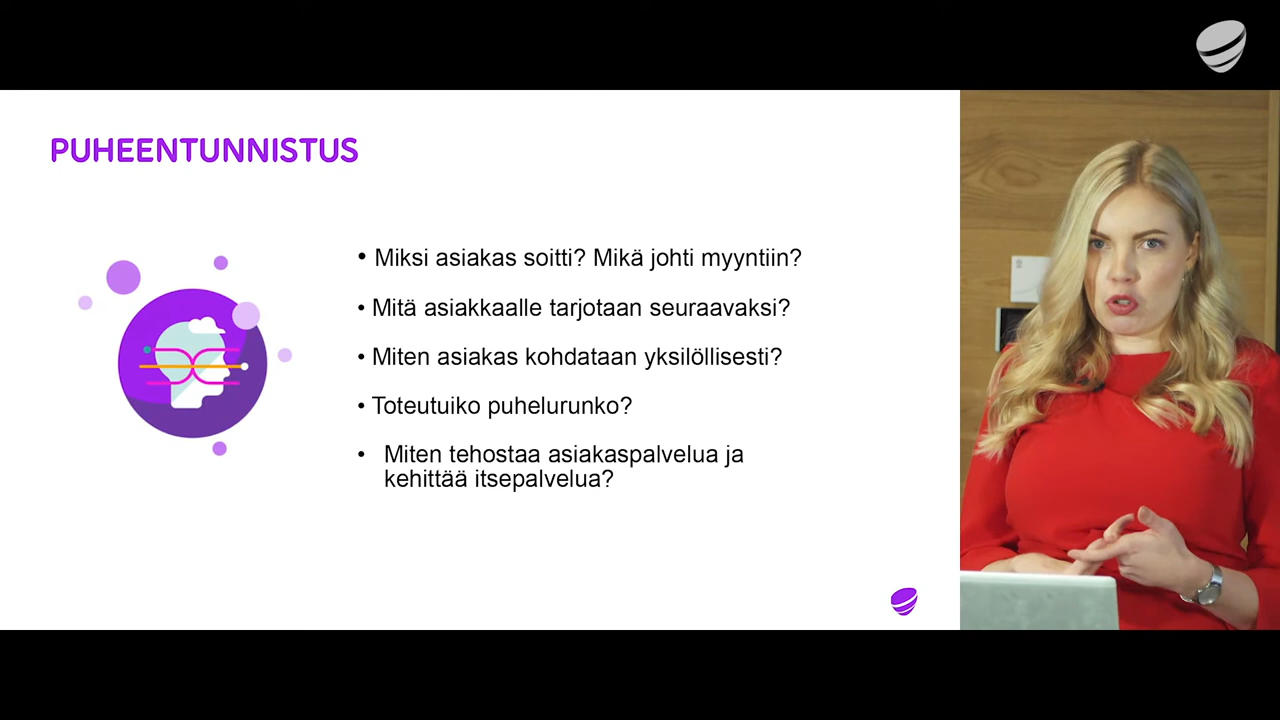 PUHEENTUNNISTUS
• Miksi asiakas soitti? Mikä johti myyntiin?
• Mitä asiakkaalle tarjotaan seuraavaksi?
• Miten asiakas kohdataan yksilöllisesti?
• Toteutuiko puhelurunko?
• Miten tehostaa asiakaspalvelua ja
kehittää itsepalvelua?